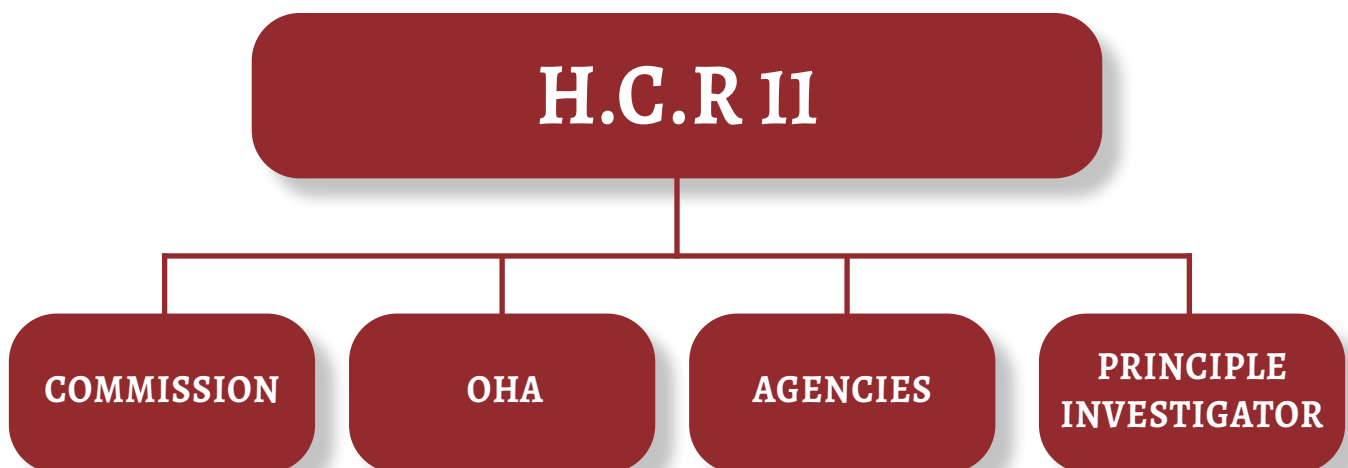 H.C.R 11
COMMISSION
OHA
AGENCIES
PRINCIPLE
INVESTIGATOR